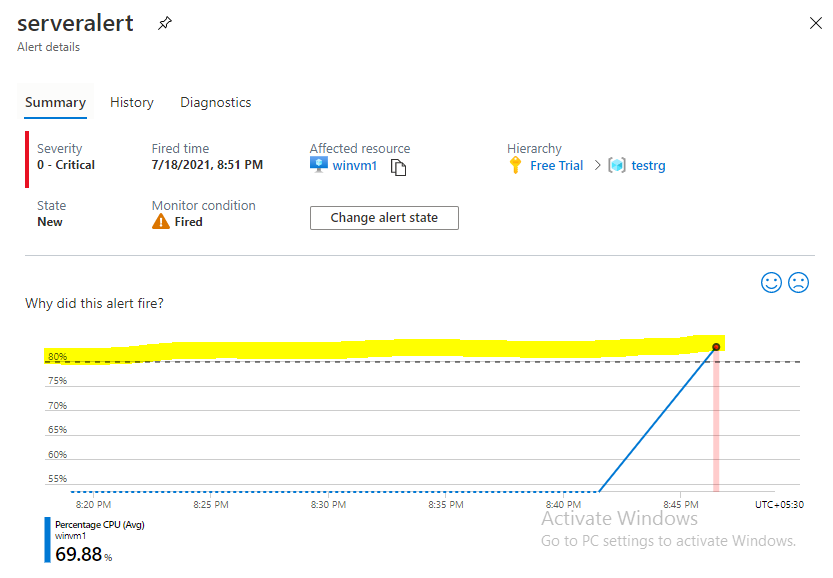 serveralert
Alert details
Summary History Diagnostics
Severity Fired time Affected resource Hierarchy
0 - Critical 7/18/2021, 8:51 PM winvm1 Free Trial > testrg
State Monitor condition
New Fired Change alert state
Why did this alert fire?
80%
75%
70%
65%
60%
55%
8:20 PM 8:25 PM 8:30 PM 8:35 PM 8:40 PM 8:45 PM UTC+05:30
Percentage CPU (Avg)
winvm1
69.88 %
Activate Windows
Go to PC settings to activate Windows.